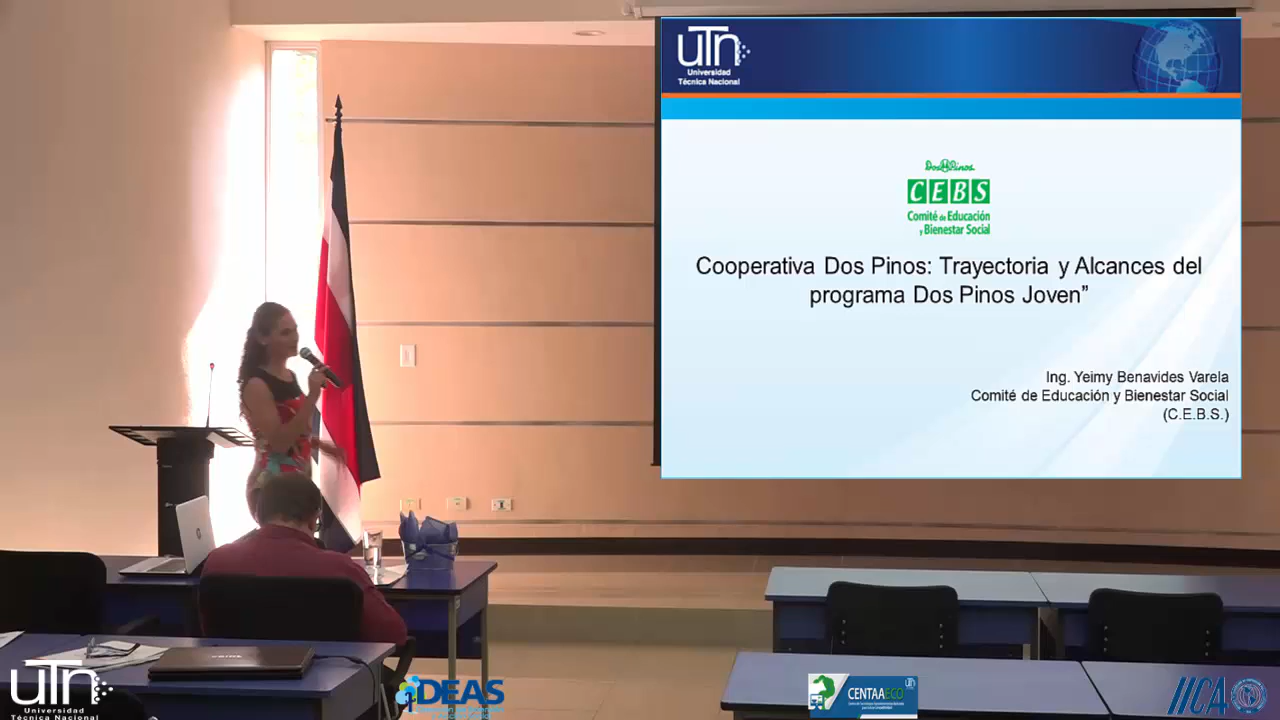 UTN
Universidad
Técnica Nacional
Dos Pinos
CEBS
Comité de Educación
y Bienestar Social
Cooperativa Dos Pinos: Trayectoria y Alcances del
programa Dos Pinos Joven”
Ing. Yeimy Benavides Varela
Comité de Educación y Bienestar Social
(C.E.B.S.)
UTN
Universidad
Técnica Nacional
iDEAS
CENTAAECO
IICA